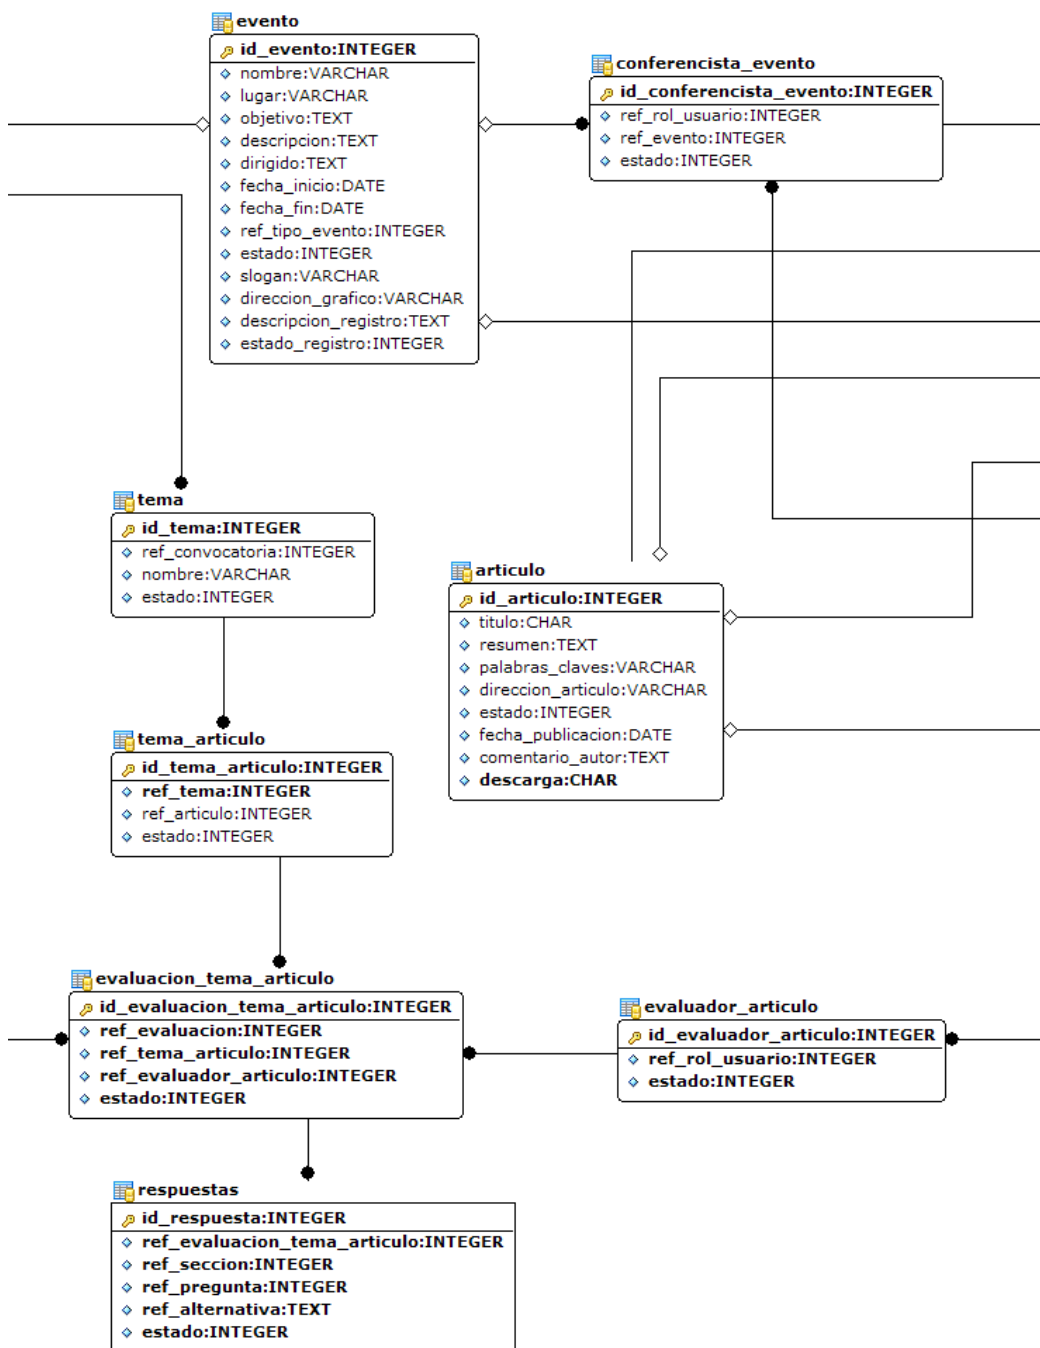 evento
id_evento:INTEGER
nombre:VARCHAR
lugar:VARCHAR
objetivo:TEXT
descripcion:TEXT
dirigido:TEXT
fecha_inicio:DATE
fecha_fin:DATE
ref_tipo_evento:INTEGER
estado:INTEGER
slogan:VARCHAR
direccion_grafico:VARCHAR
descripcion_registro:TEXT
estado_registro:INTEGER
conferencista_evento
id_conferencista_evento:INTEGER
ref_rol_usuario:INTEGER
ref_evento:INTEGER
estado:INTEGER
tema
id_tema:INTEGER
ref_convocatoria:INTEGER
nombre:VARCHAR
estado:INTEGER
articulo
id_articulo:INTEGER
titulo:CHAR
resumen:TEXT
palabras_claves:VARCHAR
direccion_articulo:VARCHAR
estado:INTEGER
fecha_publicacion:DATE
comentario_autor:TEXT
descarga:CHAR
tema_articulo
id_tema_articulo:INTEGER
ref_tema:INTEGER
ref_articulo:INTEGER
estado:INTEGER
evaluacion_tema_articulo
id_evaluacion_tema_articulo:INTEGER
ref_evaluacion:INTEGER
ref_tema_articulo:INTEGER
ref_evaluador_articulo:INTEGER
estado:INTEGER
evaluador_articulo
id_evaluador_articulo:INTEGER
ref_rol_usuario:INTEGER
estado:INTEGER
respuestas
id_respuesta:INTEGER
ref_evaluacion_tema_articulo:INTEGER
ref_seccion:INTEGER
ref_pregunta:INTEGER
ref_alternativa:TEXT
estado:INTEGER